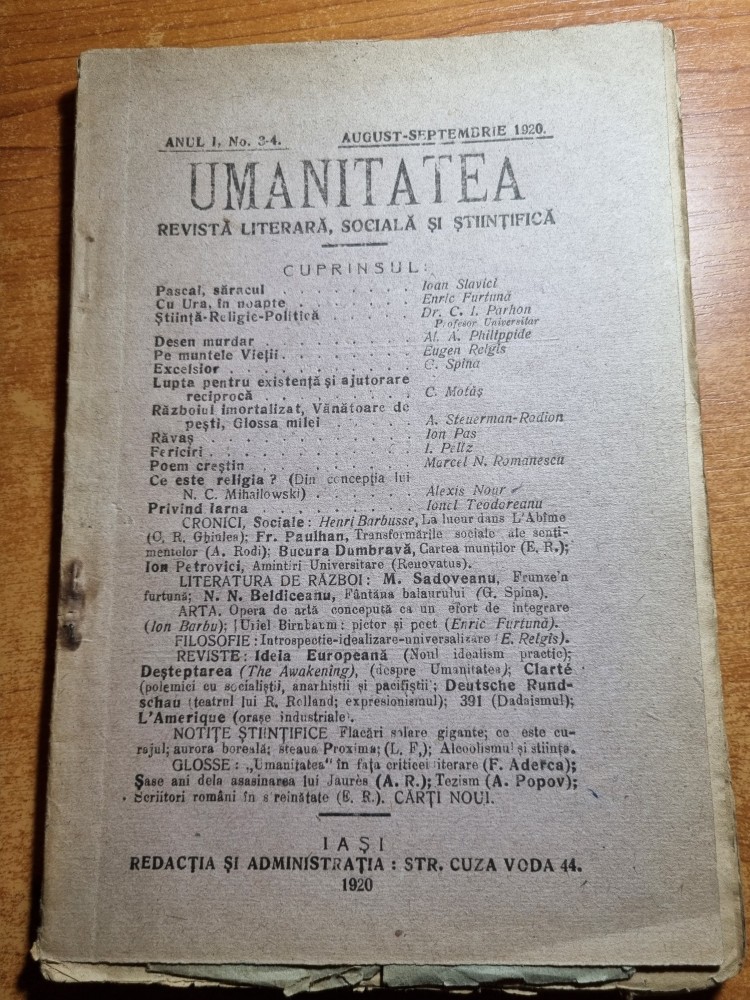 ANUL I, No. 3-4. AUGUST-SEPTEMBRIE 1920.
UMANITATEA
REVISTĂ LITERARĂ, SOCIALĂ ȘI ȘTIINȚIFICĂ
CUPRINSUL:
Pascal, săracul . . . . . . . . Ioan Slavici
Cu Ura, în noapte . . . . . . . Enric Furtună
Știință-Religie-Politică . . . . . Dr. C. I. Parhon
Profesor Universitar
Desen murdar . . . . . . . . Al. A. Philippide
Pe muntele Vieții . . . . . . . Eugen Relgis
Excelsior . . . . . . . . . . G. Spina
Lupta pentru existență și ajutorare
reciprocă . . . . . . . . C. Motăș
Războiul imortalizat, Vânătoare de
pești, Glossa milei . . . . . A. Steuerman-Rodion
Răvaș . . . . . . . . . . . Ion Pas
Fericiri . . . . . . . . . . I. Peltz
Poem creștin . . . . . . . . Marcel N. Romanescu
Ce este religia? (Din concepția lui
N. C. Mihailowski) . . . . . . Alexis Nour
Privind iarna . . . . . . . . Ionel Teodoreanu
CRONICI, Sociale: Henri Barbusse, La lueur dans L'Abîme
(C. R. Ghiulea); Fr. Paulhan, Transformările sociale ale senti-
mentelor (A. Rodi); Bucura Dumbravă, Cartea munților (E. R.);
Ion Petrovici, Amintiri Universitare (Renovatus).
LITERATURA DE RĂZBOI: M. Sadoveanu, Frunze'n
furtună; N. N. Beldiceanu, Fântâna balaurului (G. Spina).
ARTA. Opera de artă concepută ca un efort de integrare
(Ion Barbu); Uriel Birnbaum: pictor și poet (Enric Furtună).
FILOSOFIE: Introspecție-idealizare-universalizare (E. Relgis).
REVISTE: Ideia Europeană (Noul idealism practic);
Deșteptarea (The Awakening), (despre Umanitatea); Clarté
(polemici cu socialiștii, anarhiștii și pacifiștii); Deutsche Rund-
schau (teatrul lui R. Rolland; expresionismul); 391 (Dadaismul);
L'Amerique (orașe industriale).
NOTIȚE ȘTIINȚIFICE Flacări solare gigante; ce este cu-
rajul; aurora boreală; steaua Proxima; (L. F.); Alcoolismul și știința.
GLOSSE: „Umanitatea" în fața criticei literare (F. Aderca);
Șase ani dela asasinarea lui Jaurès (A. R.); Tezism (A. Popov);
Scriitori români în streinătate (E. R.). CĂRȚI NOUI.
IAȘI
REDACȚIA ȘI ADMINISTRAȚIA: STR. CUZA VODA 44.
1920